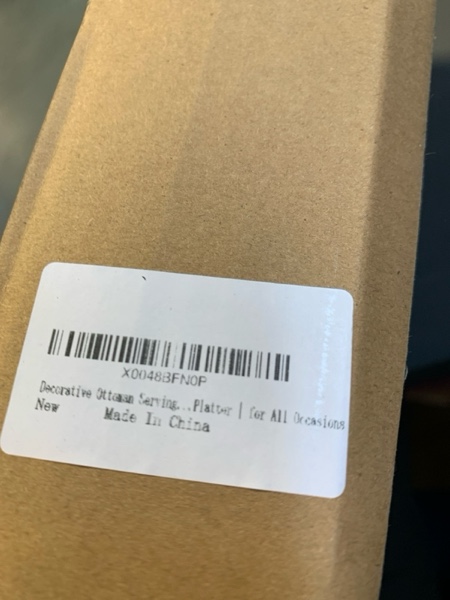 X0048BFN0P
Decorative Ottoman Serving...Platter | for All Occasions
New
Made In China